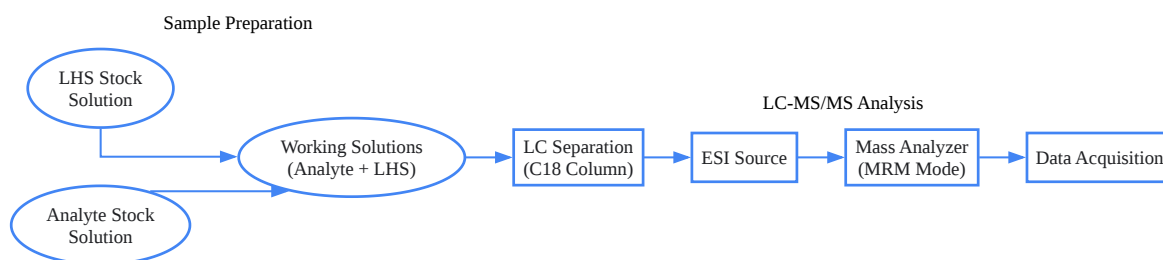 Sample Preparation
LHS Stock
Solution
LC-MS/MS Analysis
Working Solutions
(Analyte + LHS)
LC Separation
(C18 Column)
ESI Source
Mass Analyzer
(MRM Mode)
Data Acquisition
Analyte Stock
Solution